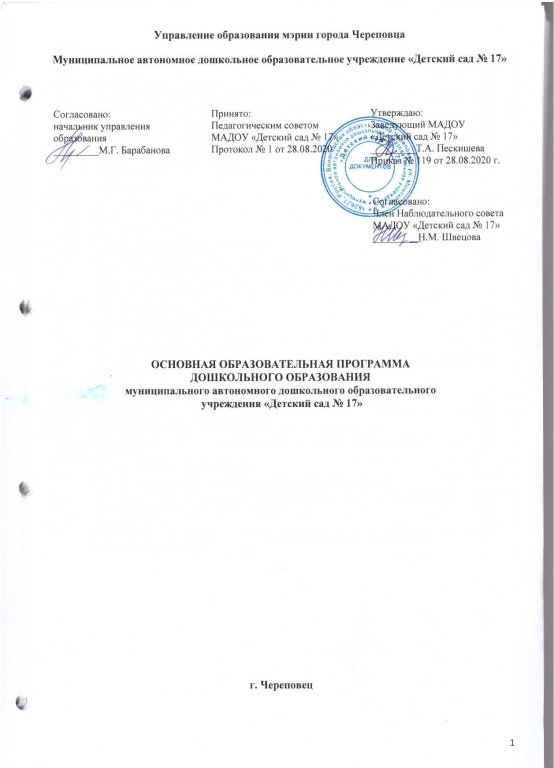 Управление образования мэрии города Череповца
Муниципальное автономное дошкольное образовательное учреждение «Детский сад № 17»
Согласовано:
начальник управления
образования
М.Г. Барабанова
Принято:
Педагогическим советом
МАДОУ «Детский сад № 17»
Протокол № 1 от 28.08.2020
Утверждаю:
Заведующий МАДОУ
«Детский сад № 17»
Т.А. Пескишева
Приказ № 119 от 28.08.2020 г.
ДЛЯ
ДОКУМЕНТОВ
Согласовано:
Член Наблюдательного совета
МАДОУ «Детский сад № 17»
Н.М. Швецова
ОСНОВНАЯ ОБРАЗОВАТЕЛЬНАЯ ПРОГРАММА
ДОШКОЛЬНОГО ОБРАЗОВАНИЯ
муниципального автономного дошкольного образовательного
учреждения «Детский сад № 17»
г. Череповец
1